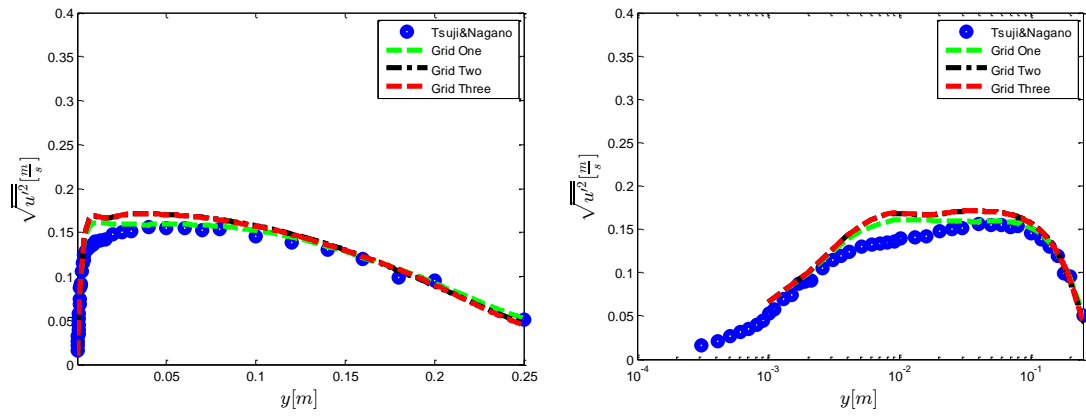 0.4
0.35
0.3
0.25
0.2
0.15
0.1
0.05
0
0.05
0.1
0.15
0.2
0.25
y[m]
√u′² [m/s]
Tsuji&Nagano
Grid One
Grid Two
Grid Three
0.4
0.35
0.3
0.25
0.2
0.15
0.1
0.05
0
10⁻⁴
10⁻³
10⁻²
10⁻¹
y[m]
√u′² [m/s]
Tsuji&Nagano
Grid One
Grid Two
Grid Three